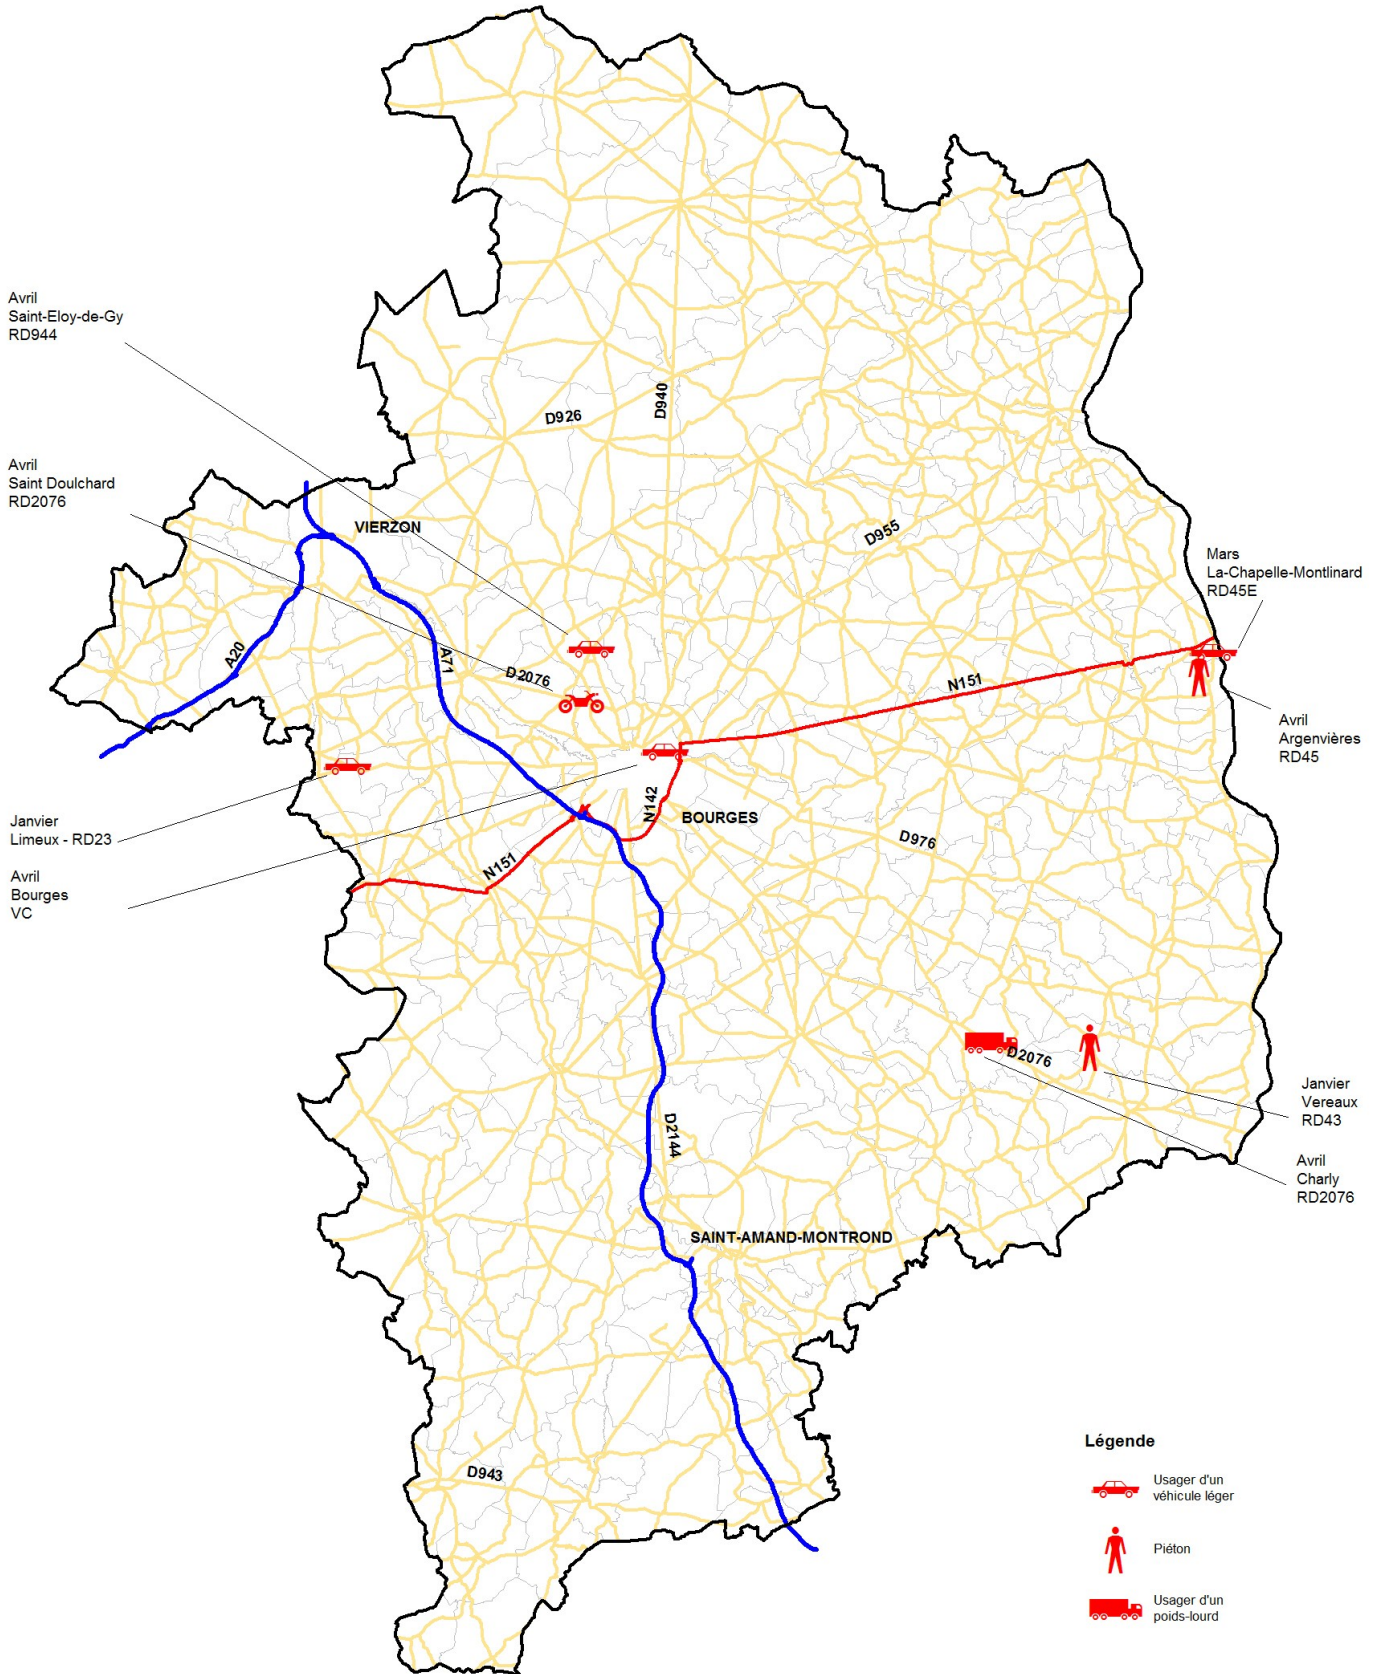 Avril
Saint-Eloy-de-Gy
RD944
D926
D940
Avril
Saint Doulchard
RD2076
VIERZON
D955
Mars
La-Chapelle-Montlinard
RD45E
A20
A71
D2076
N151
Avril
Argenvières
RD45
Janvier
Limeux - RD23
N142
BOURGES
D976
N151
Avril
Bourges
VC
D2076
Janvier
Vereaux
RD43
D2144
Avril
Charly
RD2076
SAINT-AMAND-MONTROND
D943
Légende
Usager d'un
véhicule léger
Piéton
Usager d'un
poids-lourd